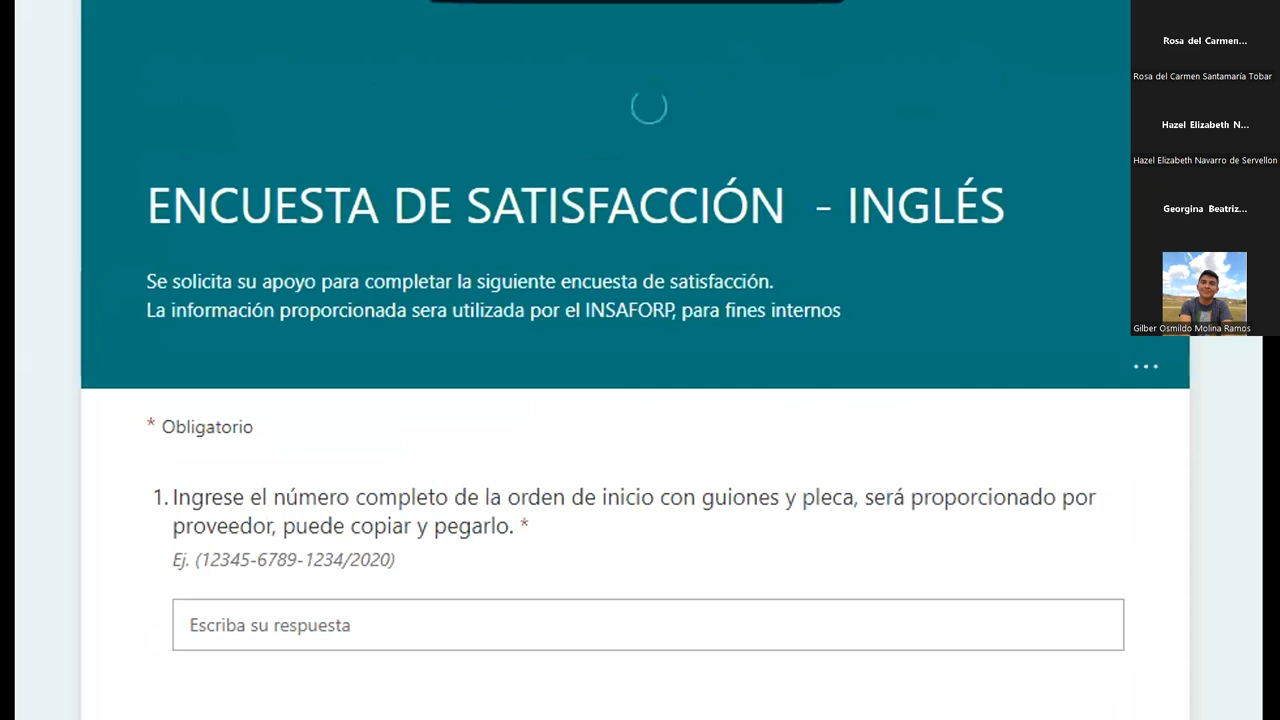 ENCUESTA DE SATISFACCIÓN - INGLÉS
Se solicita su apoyo para completar la siguiente encuesta de satisfacción.
La información proporcionada sera utilizada por el INSAFORP, para fines internos
* Obligatorio
1. Ingrese el número completo de la orden de inicio con guiones y pleca, será proporcionado por
proveedor, puede copiar y pegarlo. *
Ej. (12345-6789-1234/2020)
Escriba su respuesta
Rosa del Carmen...
Rosa del Carmen Santamaría Tobar
Hazel Elizabeth N...
Hazel Elizabeth Navarro de Servellon
Georgina Beatriz...
Gilber Osmildo Molina Ramos